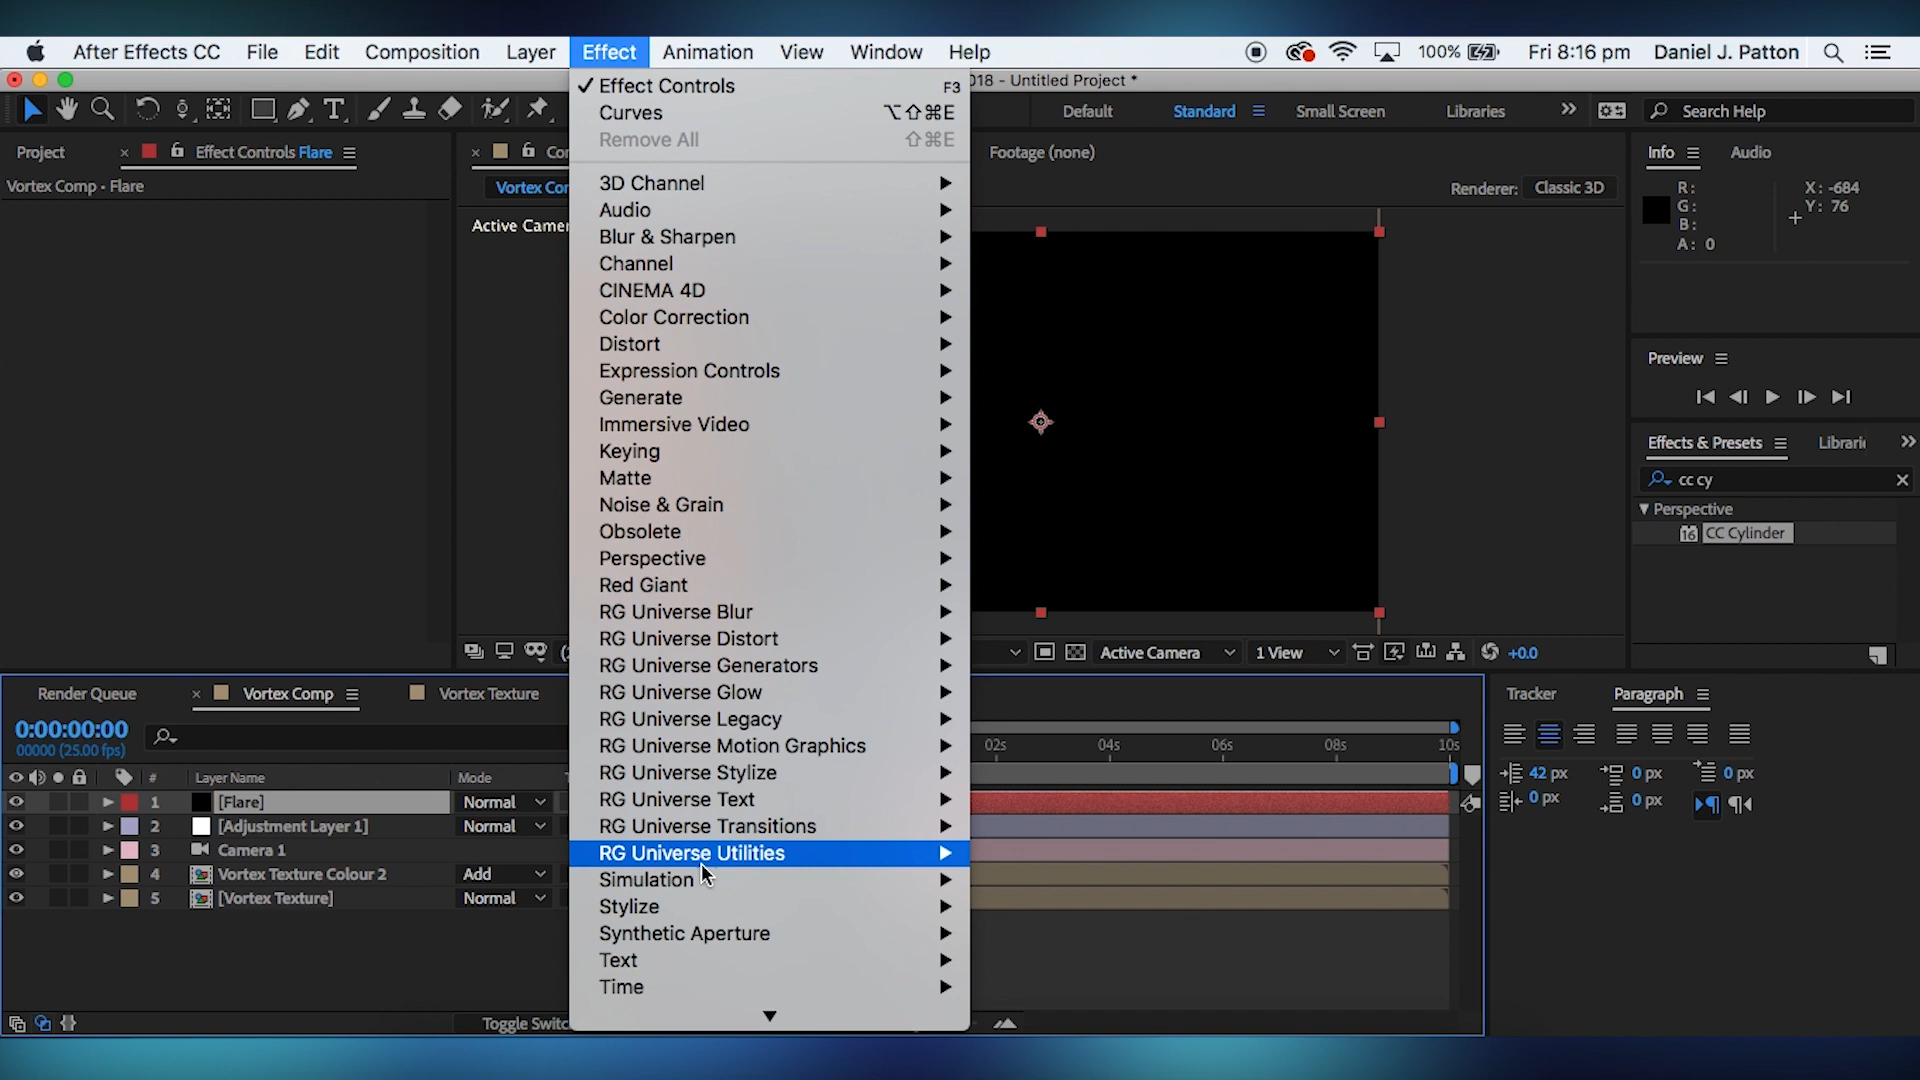 After Effects CC File Edit Composition Layer Effect Animation View Window Help 100% Fri 8:16 pm Daniel J. Patton
018 - Untitled Project *
Default Standard Small Screen Libraries Search Help
Project Effect Controls Flare
Vortex Comp • Flare
Vortex Con
Active Camer
Effect Controls F3
Curves ⌥⇧⌘E
Remove All ⇧⌘E
3D Channel
Audio
Blur & Sharpen
Channel
CINEMA 4D
Color Correction
Distort
Expression Controls
Generate
Immersive Video
Keying
Matte
Noise & Grain
Obsolete
Perspective
Red Giant
RG Universe Blur
RG Universe Distort
RG Universe Generators
RG Universe Glow
RG Universe Legacy
RG Universe Motion Graphics
RG Universe Stylize
RG Universe Text
RG Universe Transitions
RG Universe Utilities
Simulation
Stylize
Synthetic Aperture
Text
Time
Footage (none)
Renderer: Classic 3D
Active Camera 1 View +0.0
Info Audio
R: X: -684
G: Y: 76
B:
A: 0
Preview
Effects & Presets Librari
cc cy
Perspective
16 CC Cylinder
Render Queue Vortex Comp Vortex Texture
0:00:00:00
00000 (25.00 fps)
02s 04s 06s 08s 10s
# Layer Name Mode
1 [Flare] Normal
2 [Adjustment Layer 1] Normal
3 Camera 1
4 Vortex Texture Colour 2 Add
5 [Vortex Texture] Normal
Toggle Switc
Tracker Paragraph
42 px 0 px 0 px
0 px 0 px